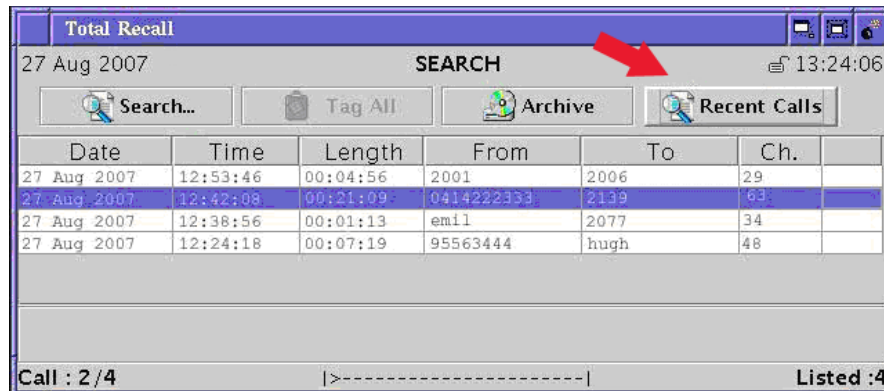 Total Recall
27 Aug 2007 SEARCH 13:24:06
Search... Tag All Archive Recent Calls
Date Time Length From To Ch.
27 Aug 2007 12:53:46 00:04:56 2001 2006 29
27 Aug 2007 12:42:08 00:21:09 0414222333 2139 63
27 Aug 2007 12:38:56 00:01:13 emil 2077 34
27 Aug 2007 12:24:18 00:07:19 95563444 hugh 48
Call : 2/4 |>----------------------| Listed :4